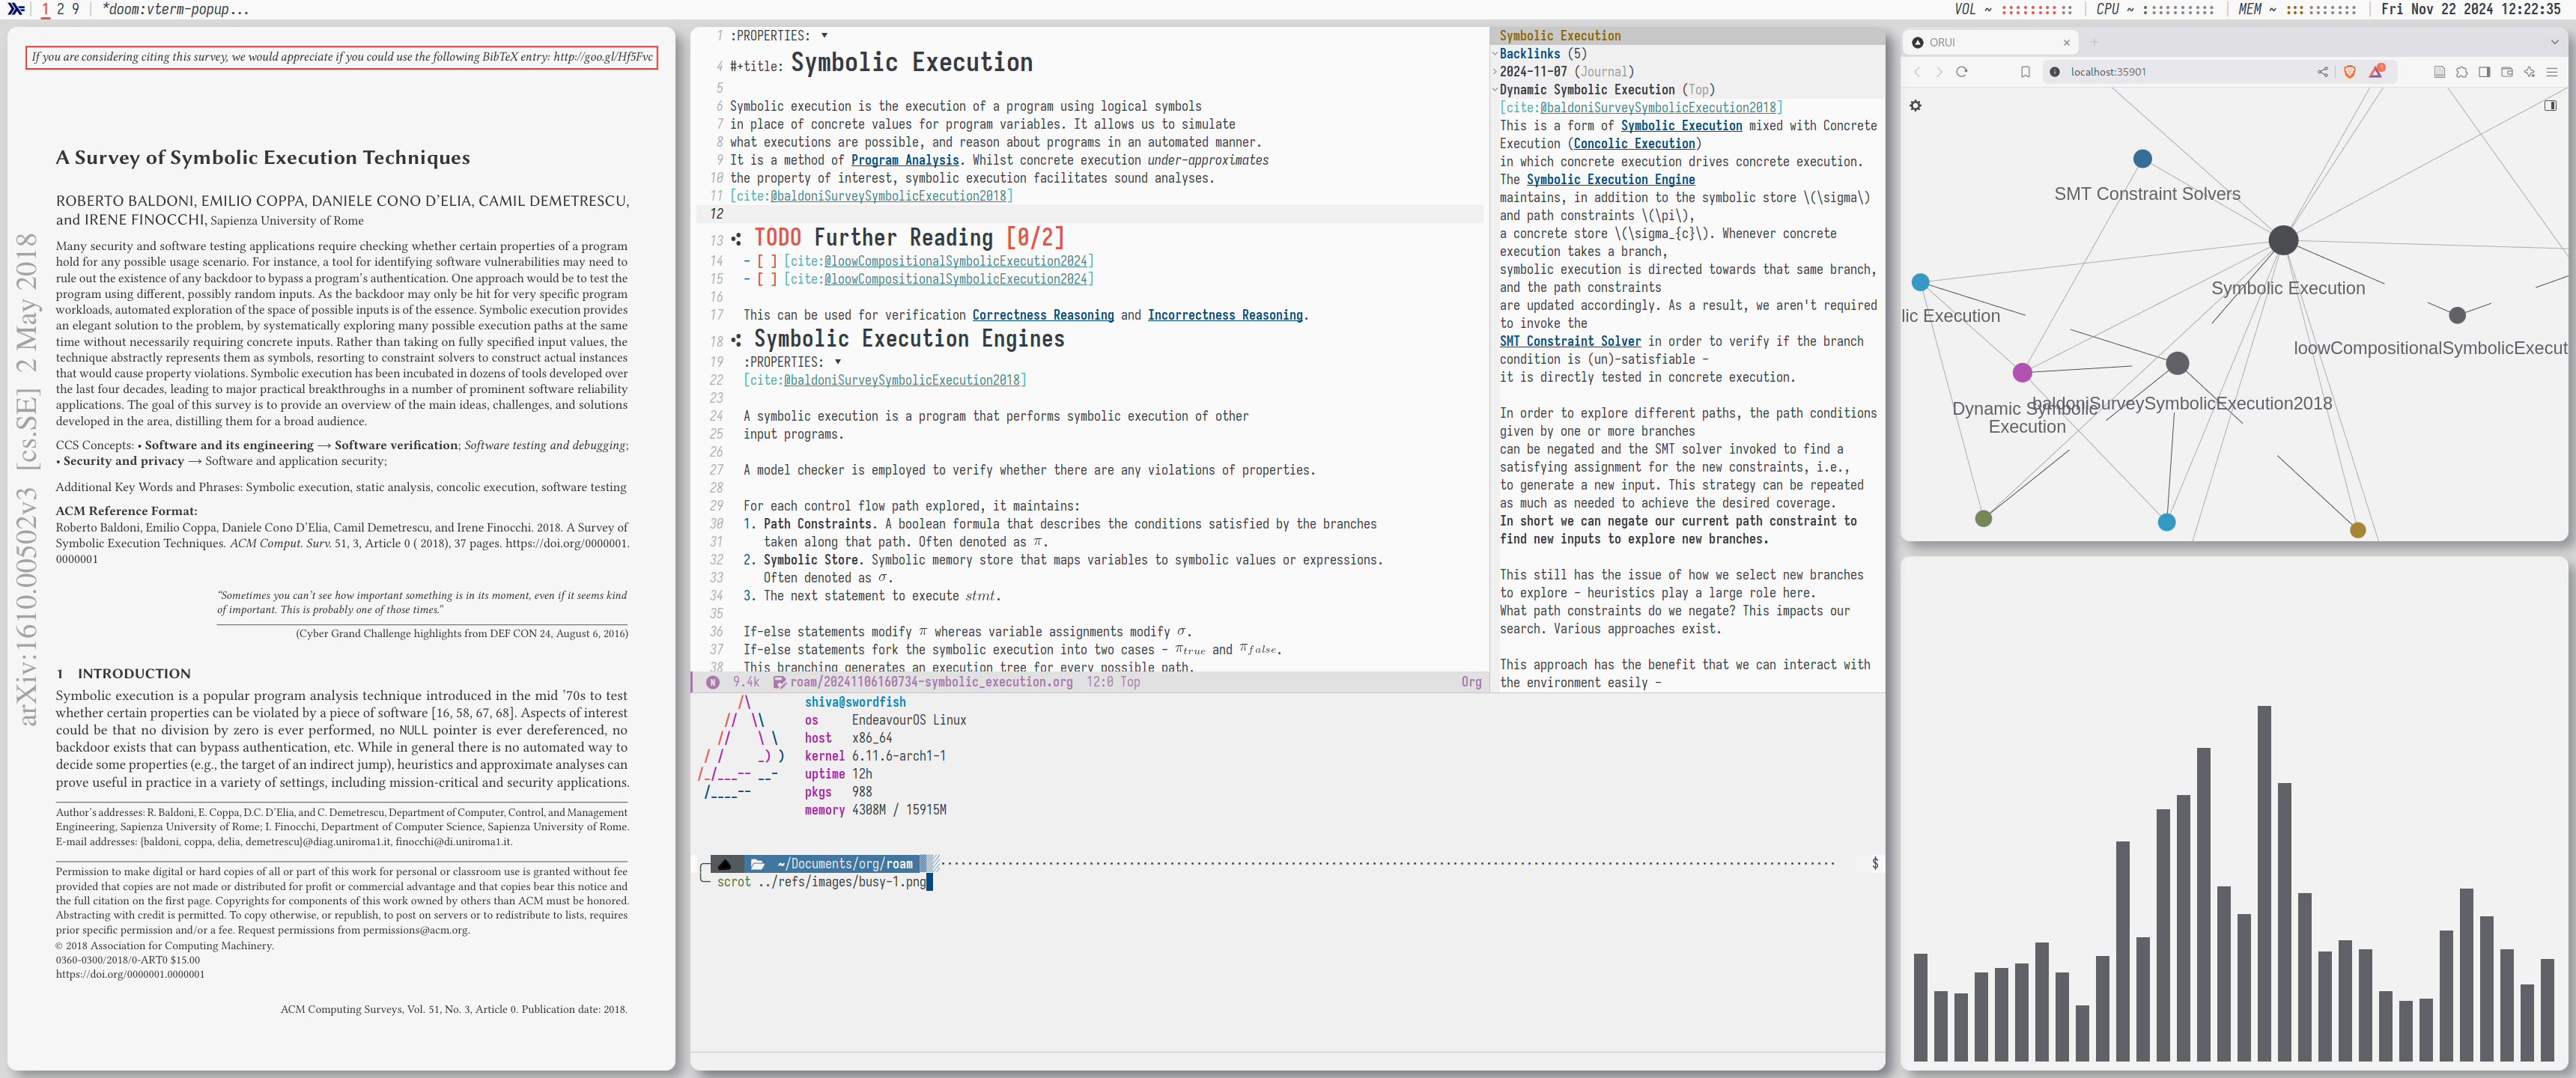 1 2 9 *doom:vterm-popup...
VOL ~ CPU ~ MEM ~ Fri Nov 22 2024 12:22:35
If you are considering citing this survey, we would appreciate if you could use the following BibTeX entry: http://goo.gl/Hf5Fvc
A Survey of Symbolic Execution Techniques
ROBERTO BALDONI, EMILIO COPPA, DANIELE CONO D'ELIA, CAMIL DEMETRESCU,
and IRENE FINOCCHI, Sapienza University of Rome
Many security and software testing applications require checking whether certain properties of a program
hold for any possible usage scenario. For instance, a tool for identifying software vulnerabilities may need to
rule out the existence of any backdoor to bypass a program's authentication. One approach would be to test the
program using different, possibly random inputs. As the backdoor may only be hit for very specific program
workloads, automated exploration of the space of possible inputs is of the essence. Symbolic execution provides
an elegant solution to the problem, by systematically exploring many possible execution paths at the same
time without necessarily requiring concrete inputs. Rather than taking on fully specified input values, the
technique abstractly represents them as symbols, resorting to constraint solvers to construct actual instances
that would cause property violations. Symbolic execution has been incubated in dozens of tools developed over
the last four decades, leading to major practical breakthroughs in a number of prominent software reliability
applications. The goal of this survey is to provide an overview of the main ideas, challenges, and solutions
developed in the area, distilling them for a broad audience.
CCS Concepts: • Software and its engineering → Software verification; Software testing and debugging;
• Security and privacy → Software and application security;
Additional Key Words and Phrases: Symbolic execution, static analysis, concolic execution, software testing
ACM Reference Format:
Roberto Baldoni, Emilio Coppa, Daniele Cono D'Elia, Camil Demetrescu, and Irene Finocchi. 2018. A Survey of
Symbolic Execution Techniques. ACM Comput. Surv. 51, 3, Article 0 ( 2018), 37 pages. https://doi.org/0000001.
0000001
"Sometimes you can't see how important something is in its moment, even if it seems kind
of important. This is probably one of those times."
(Cyber Grand Challenge highlights from DEF CON 24, August 6, 2016)
1 INTRODUCTION
Symbolic execution is a popular program analysis technique introduced in the mid '70s to test
whether certain properties can be violated by a piece of software [16, 58, 67, 68]. Aspects of interest
could be that no division by zero is ever performed, no NULL pointer is ever dereferenced, no
backdoor exists that can bypass authentication, etc. While in general there is no automated way to
decide some properties (e.g., the target of an indirect jump), heuristics and approximate analyses can
prove useful in practice in a variety of settings, including mission-critical and security applications.
Author's addresses: R. Baldoni, E. Coppa, D.C. D'Elia, and C. Demetrescu, Department of Computer, Control, and Management
Engineering, Sapienza University of Rome; I. Finocchi, Department of Computer Science, Sapienza University of Rome.
E-mail addresses: {baldoni, coppa, delia, demetrescu}@diag.uniroma1.it, finocchi@di.uniroma1.it.
Permission to make digital or hard copies of all or part of this work for personal or classroom use is granted without fee
provided that copies are not made or distributed for profit or commercial advantage and that copies bear this notice and
the full citation on the first page. Copyrights for components of this work owned by others than ACM must be honored.
Abstracting with credit is permitted. To copy otherwise, or republish, to post on servers or to redistribute to lists, requires
prior specific permission and/or a fee. Request permissions from permissions@acm.org.
© 2018 Association for Computing Machinery.
0360-0300/2018/0-ART0 $15.00
https://doi.org/0000001.0000001
ACM Computing Surveys, Vol. 51, No. 3, Article 0. Publication date: 2018.
arXiv:1610.00502v3 [cs.SE] 2 May 2018
1 :PROPERTIES:
4 #+title: Symbolic Execution
5
6 Symbolic execution is the execution of a program using logical symbols
7 in place of concrete values for program variables. It allows us to simulate
8 what executions are possible, and reason about programs in an automated manner.
9 It is a method of Program Analysis. Whilst concrete execution under-approximates
10 the property of interest, symbolic execution facilitates sound analyses.
11 [cite:@baldoniSurveySymbolicExecution2018]
12
13 TODO Further Reading [0/2]
14 - [ ] [cite:@loowCompositionalSymbolicExecution2024]
15 - [ ] [cite:@loowCompositionalSymbolicExecution2024]
16
17 This can be used for verification Correctness Reasoning and Incorrectness Reasoning.
18 Symbolic Execution Engines
19 :PROPERTIES:
22 [cite:@baldoniSurveySymbolicExecution2018]
23
24 A symbolic execution is a program that performs symbolic execution of other
25 input programs.
26
27 A model checker is employed to verify whether there are any violations of properties.
28
29 For each control flow path explored, it maintains:
30 1. Path Constraints. A boolean formula that describes the conditions satisfied by the branches
31 taken along that path. Often denoted as π.
32 2. Symbolic Store. Symbolic memory store that maps variables to symbolic values or expressions.
33 Often denoted as σ.
34 3. The next statement to execute stmt.
35
36 If-else statements modify π whereas variable assignments modify σ.
37 If-else statements fork the symbolic execution into two cases - π_true and π_false.
38 This branching generates an execution tree for every possible path.
N 9.4k roam/20241106160734-symbolic_execution.org 12:0 Top Org
Symbolic Execution
Backlinks (5)
2024-11-07 (Journal)
Dynamic Symbolic Execution (Top)
[cite:@baldoniSurveySymbolicExecution2018]
This is a form of Symbolic Execution mixed with Concrete
Execution (Concolic Execution)
in which concrete execution drives concrete execution.
The Symbolic Execution Engine
maintains, in addition to the symbolic store \(\sigma\)
and path constraints \(\pi\),
a concrete store \(\sigma_{c}\). Whenever concrete
execution takes a branch,
symbolic execution is directed towards that same branch,
and the path constraints
are updated accordingly. As a result, we aren't required
to invoke the
SMT Constraint Solver in order to verify if the branch
condition is (un)-satisfiable -
it is directly tested in concrete execution.
In order to explore different paths, the path conditions
given by one or more branches
can be negated and the SMT solver invoked to find a
satisfying assignment for the new constraints, i.e.,
to generate a new input. This strategy can be repeated
as much as needed to achieve the desired coverage.
In short we can negate our current path constraint to
find new inputs to explore new branches.
This still has the issue of how we select new branches
to explore - heuristics play a large role here.
What path constraints do we negate? This impacts our
search. Various approaches exist.
This approach has the benefit that we can interact with
the environment easily -
shiva@swordfish
os EndeavourOS Linux
host x86_64
kernel 6.11.6-arch1-1
uptime 12h
pkgs 988
memory 4308M / 15915M
~/Documents/org/roam $
scrot ../refs/images/busy-1.png
ORUI
localhost:35901
SMT Constraint Solvers
Symbolic Execution
lic Execution
loowCompositionalSymbolicExecut
baldoniSurveySymbolicExecution2018
Dynamic Symbolic
Execution